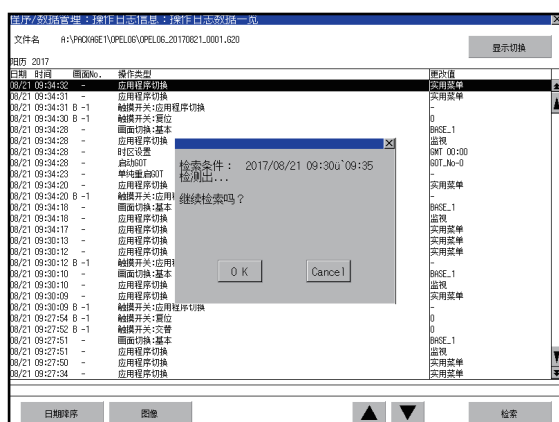 程序/数据管理：操作日志信息：操作日志数据一览
文件名 A:\PACKAGE1\OPELOG\OPELOG_20170821_0001.G20
显示切换
阳历 2017
日期 时间 画面No. 操作类型 更改值
08/21 09:34:32 - 应用程序切换 实用菜单
08/21 09:34:31 - 应用程序切换 实用菜单
08/21 09:34:31 B -1 触摸开关:应用程序切换 -
08/21 09:34:30 B -1 触摸开关:复位 0
08/21 09:34:28 - 画面切换:基本 BASE_1
08/21 09:34:28 - 应用程序切换 监视
08/21 09:34:28 - 时区设置 GMT 00:00
08/21 09:34:28 - 启动GOT GOT_No-0
08/21 09:34:23 - 单纯重启GOT -
08/21 09:34:20 - 应用程序切换 实用菜单
08/21 09:34:20 B -1 触摸开关:应用 -
08/21 09:34:18 - 画面切换:基本 BASE_1
08/21 09:34:18 - 应用程序切换 监视
08/21 09:34:17 - 应用程序切换 实用菜单
08/21 09:30:13 - 应用程序切换 实用菜单
08/21 09:30:12 - 应用程序切换 实用菜单
08/21 09:30:12 B -1 触摸开关:应用 -
08/21 09:30:10 - 画面切换:基本 BASE_1
08/21 09:30:10 - 应用程序切换 监视
08/21 09:30:09 - 应用程序切换 实用菜单
08/21 09:30:09 B -1 触摸开关:应用程序切换 -
08/21 09:27:54 B -1 触摸开关:复位 0
08/21 09:27:52 B -1 触摸开关:交替 0
08/21 09:27:51 - 画面切换:基本 BASE_1
08/21 09:27:51 - 应用程序切换 监视
08/21 09:27:50 - 应用程序切换 实用菜单
08/21 09:27:34 - 应用程序切换 实用菜单
检索条件： 2017/08/21 09:30ù`09:35
检测出...
继续检索吗？
OK Cancel
日期降序 图像 ▲ ▼ 检索